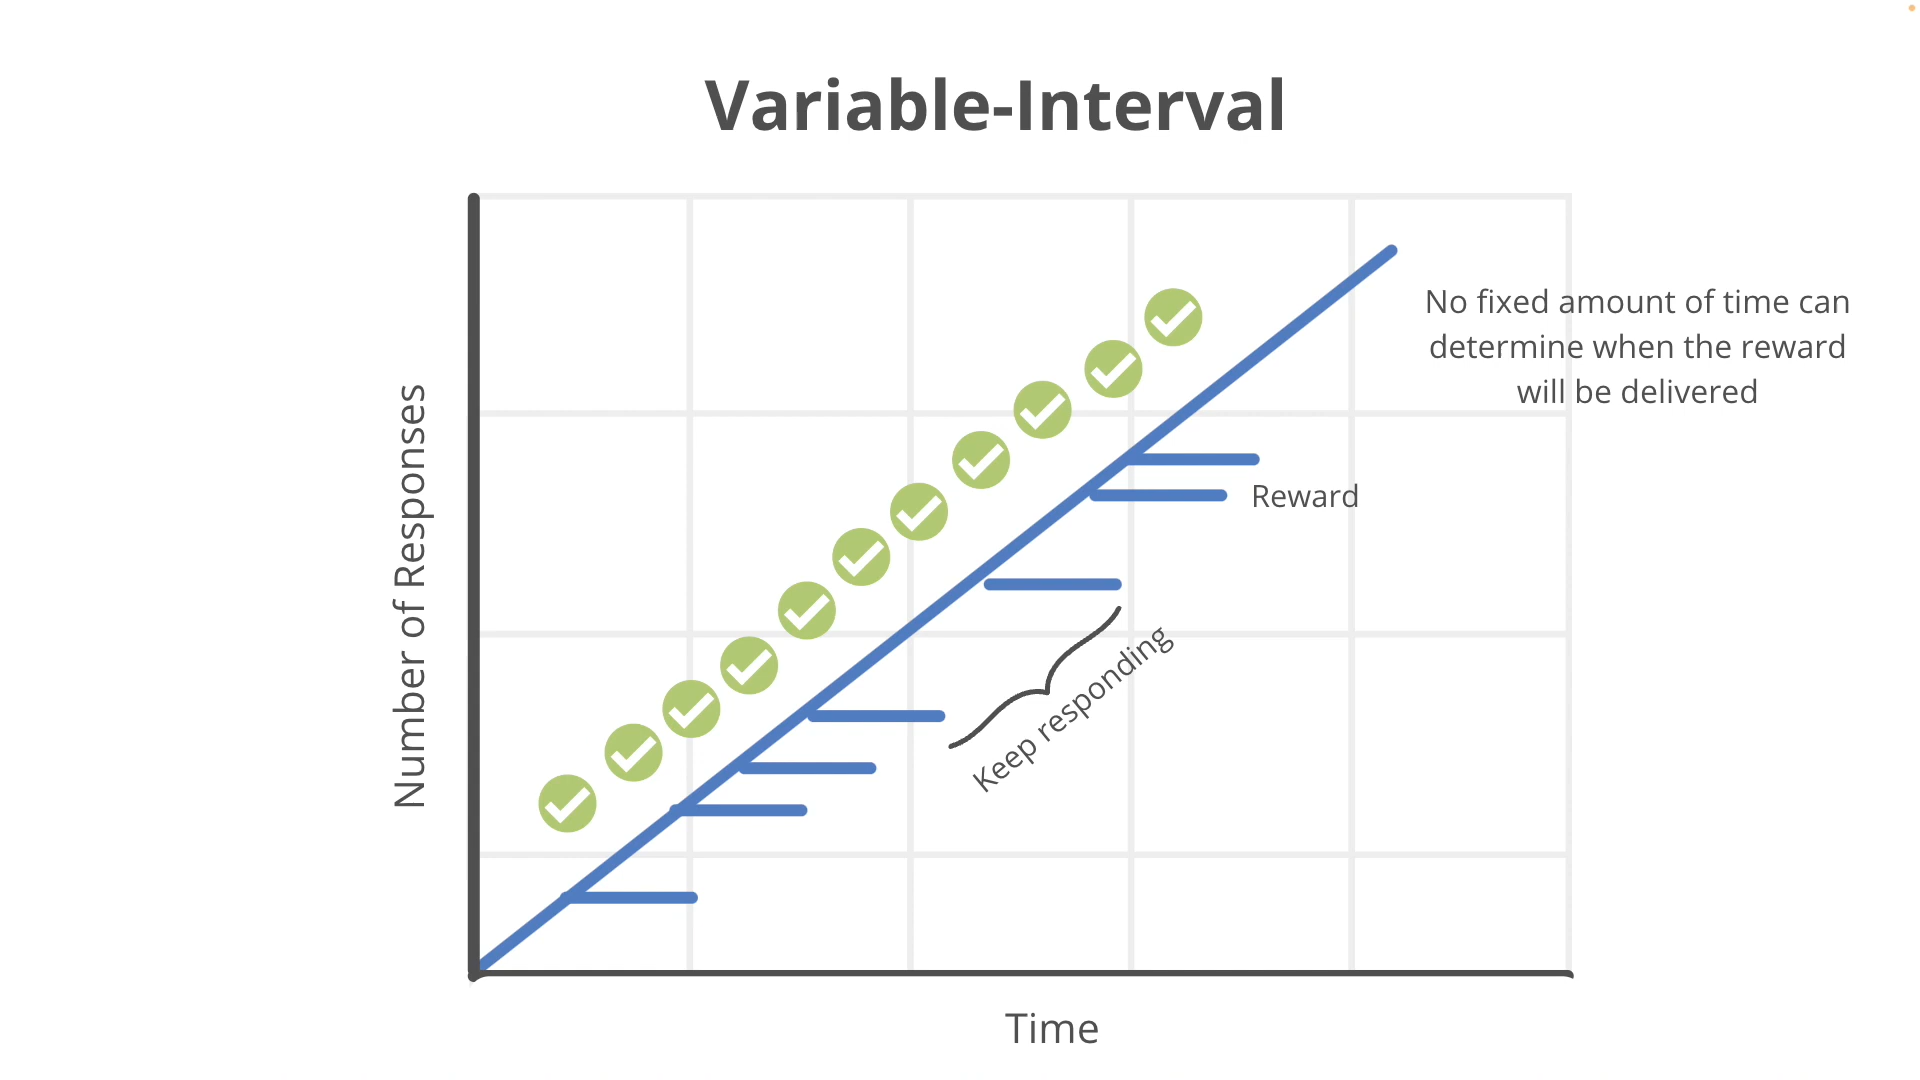 Variable-Interval
No fixed amount of time can
determine when the reward
will be delivered
Reward
Keep responding
Number of Responses
Time